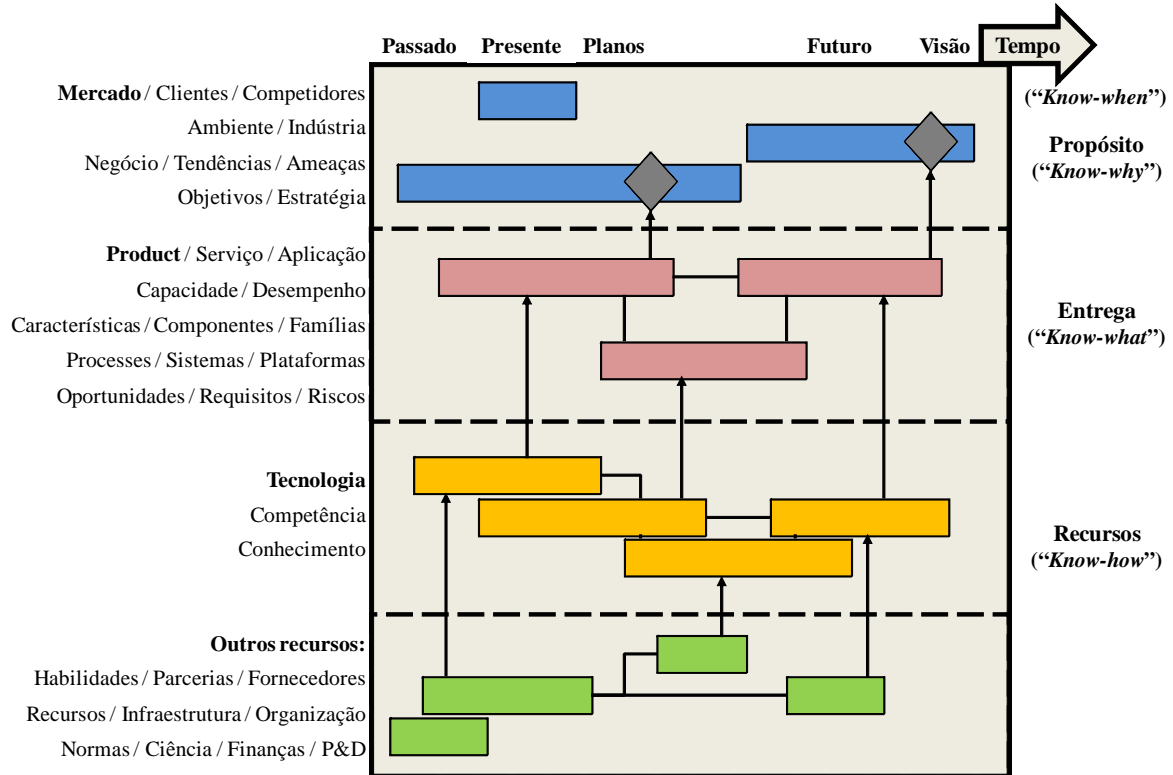 Passado Presente Planos Futuro Visão Tempo
Mercado / Clientes / Competidores
Ambiente / Indústria
Negócio / Tendências / Ameaças
Objetivos / Estratégia
("Know-when")
Propósito
("Know-why")
Product / Serviço / Aplicação
Capacidade / Desempenho
Características / Componentes / Famílias
Processes / Sistemas / Plataformas
Oportunidades / Requisitos / Riscos
Entrega
("Know-what")
Tecnologia
Competência
Conhecimento
Recursos
("Know-how")
Outros recursos:
Habilidades / Parcerias / Fornecedores
Recursos / Infraestrutura / Organização
Normas / Ciência / Finanças / P&D